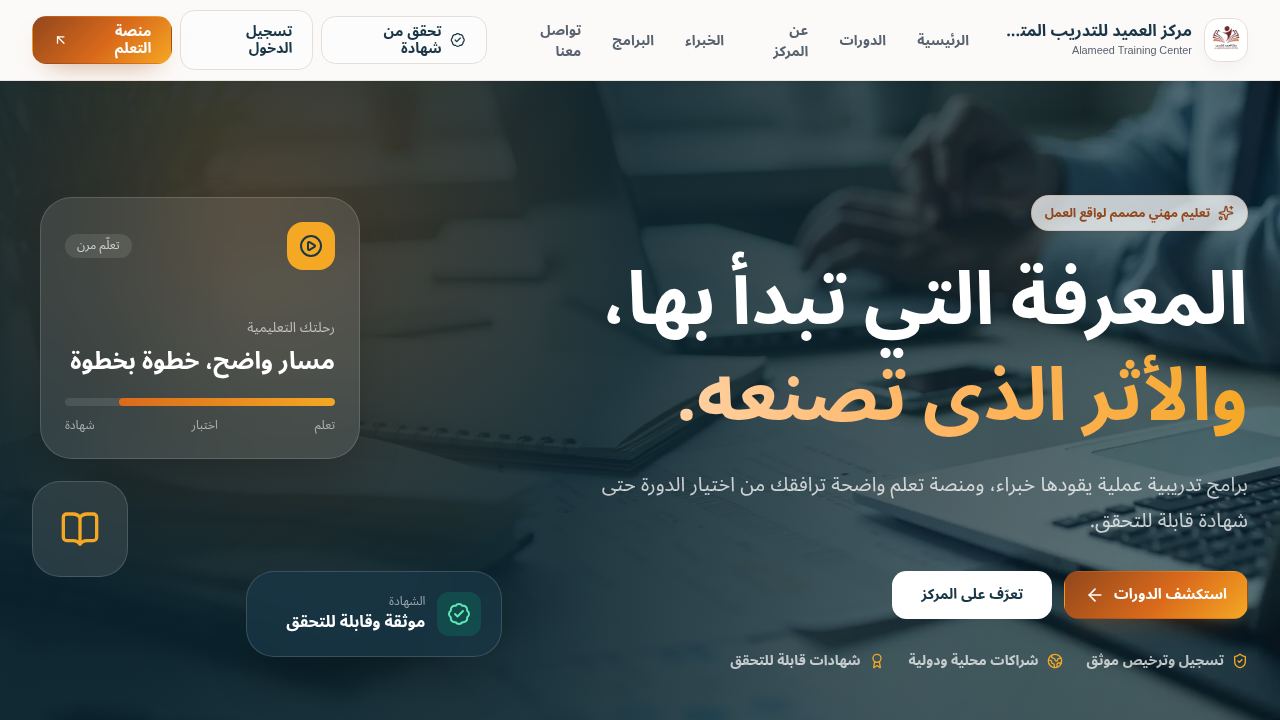 مركز العميد للتدريب المتـ...
Alameed Training Center
الرئيسية
الدورات
عن المركز
الخبراء
البرامج
تواصل معنا
تحقق من شهادة
تسجيل الدخول
منصة التعلم
تعليم مهني مصمم لواقع العمل
المعرفة التي تبدأ بها،
والأثر الذى تصنعه.
برامج تدريبية عملية يقودها خبراء، ومنصة تعلم واضحة ترافقك من اختيار الدورة حتى
شهادة قابلة للتحقق.
استكشف الدورات
تعرّف على المركز
تسجيل وترخيص موثق
شراكات محلية ودولية
شهادات قابلة للتحقق
تعلّم مرن
رحلتك التعليمية
مسار واضح، خطوة بخطوة
تعلم
اختبار
شهادة
الشهادة
موثقة وقابلة للتحقق